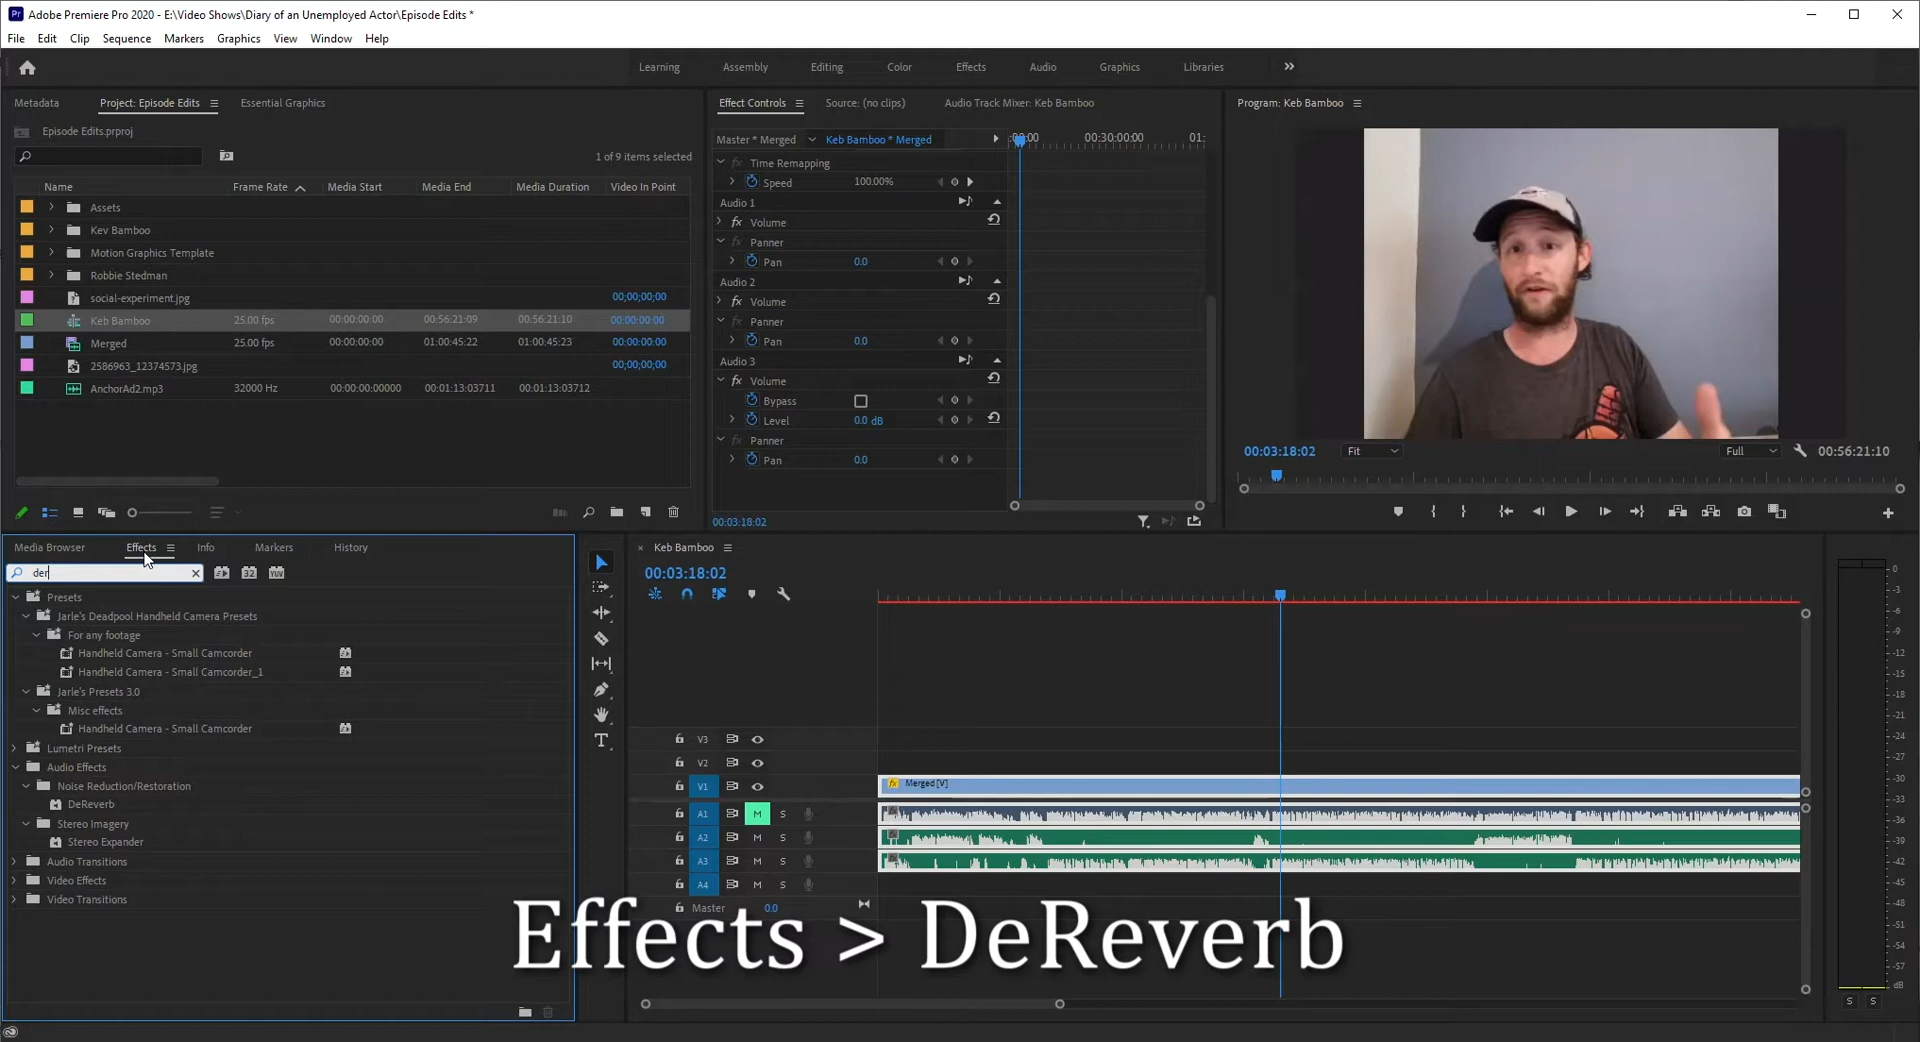 Adobe Premiere Pro 2020 - E:\Video Shows\Diary of an Unemployed Actor\Episode Edits *
File Edit Clip Sequence Markers Graphics View Window Help
Learning Assembly Editing Color Effects Audio Graphics Libraries
Metadata Project: Episode Edits Essential Graphics
Episode Edits.prproj
1 of 9 items selected
Name Frame Rate Media Start Media End Media Duration Video In Point
Assets
Kev Bamboo
Motion Graphics Template
Robbie Stedman
social-experiment.jpg 00;00;00;00
Keb Bamboo 25.00 fps 00:00:00:00 00:56:21:09 00:56:21:10 00:00:00:00
Merged 25.00 fps 00:00:00:00 01:00:45:22 01:00:45:23 00:00:00:00
2586963_12374573.jpg 00;00;00;00
AnchorAd2.mp3 32000 Hz 00:00:00:00000 00:01:13:03711 00:01:13:03712
Effect Controls Source: (no clips) Audio Track Mixer: Keb Bamboo
Master * Merged Keb Bamboo * Merged :00:00 00:30:00:00 01:
fx Time Remapping
Speed 100.00%
Audio 1
fx Volume
fx Panner
Pan 0.0
Audio 2
fx Volume
fx Panner
Pan 0.0
Audio 3
fx Volume
Bypass
Level 0.0 dB
fx Panner
Pan 0.0
00:03:18:02
Program: Keb Bamboo
00:03:18:02 Fit Full 00:56:21:10
Media Browser Effects Info Markers History
der 32 YUV
Presets
Jarle's Deadpool Handheld Camera Presets
For any footage
Handheld Camera - Small Camcorder
Handheld Camera - Small Camcorder_1
Jarle's Presets 3.0
Misc effects
Handheld Camera - Small Camcorder
Lumetri Presets
Audio Effects
Noise Reduction/Restoration
DeReverb
Stereo Imagery
Stereo Expander
Audio Transitions
Video Effects
Video Transitions
T
Keb Bamboo
00:03:18:02
V3
V2
V1 fx Merged [V]
A1 M S
A2 M S
A3 M S
A4 M S
Master 0.0
Effects > DeReverb
0
-3
-6
-9
-12
-15
-18
-21
-24
-27
-30
-33
-36
-39
-42
-45
-48
-51
-54
-57
dB
S S